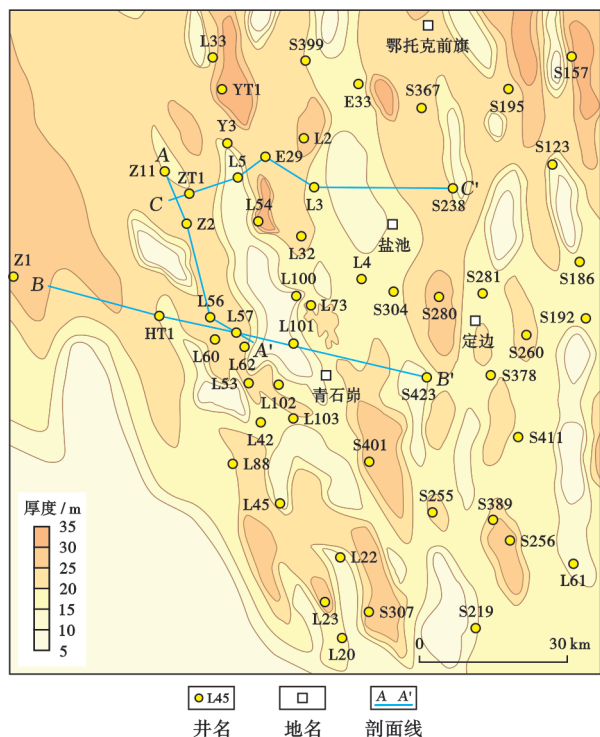 鄂托克前旗
L33
S399
S157
YT1
E33
S367
S195
Y3
L2
S123
A
Z11
ZT1
L5
E29
C
L3
S238
C'
Z2
L54
盐池
L32
Z1
B
L4
S186
L100
L73
S304
S280
S281
HT1
L56
L57
L101
定边
S192
L60
L62
A'
S260
L53
青石峁
B'
S423
S378
L102
L42
L103
S411
L88
S401
L45
S255
S389
S256
厚度 / m
35
30
25
20
15
10
5
L22
L61
L23
S307
S219
L20
0 30 km
L45
A A'
井名 地名 剖面线